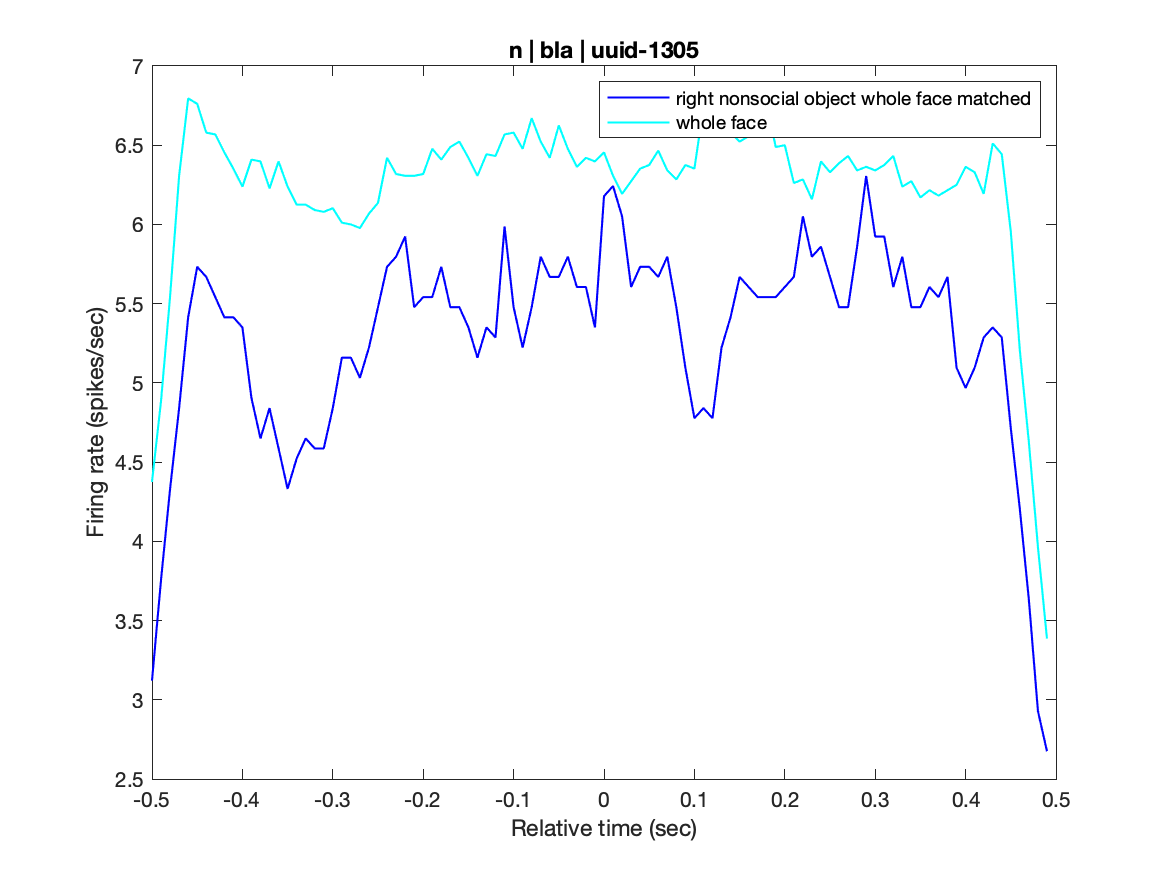 n | bla | uuid-1305
right nonsocial object whole face matched
whole face
Firing rate (spikes/sec)
7
6.5
6
5.5
5
4.5
4
3.5
3
2.5
-0.5 -0.4 -0.3 -0.2 -0.1 0 0.1 0.2 0.3 0.4 0.5
Relative time (sec)